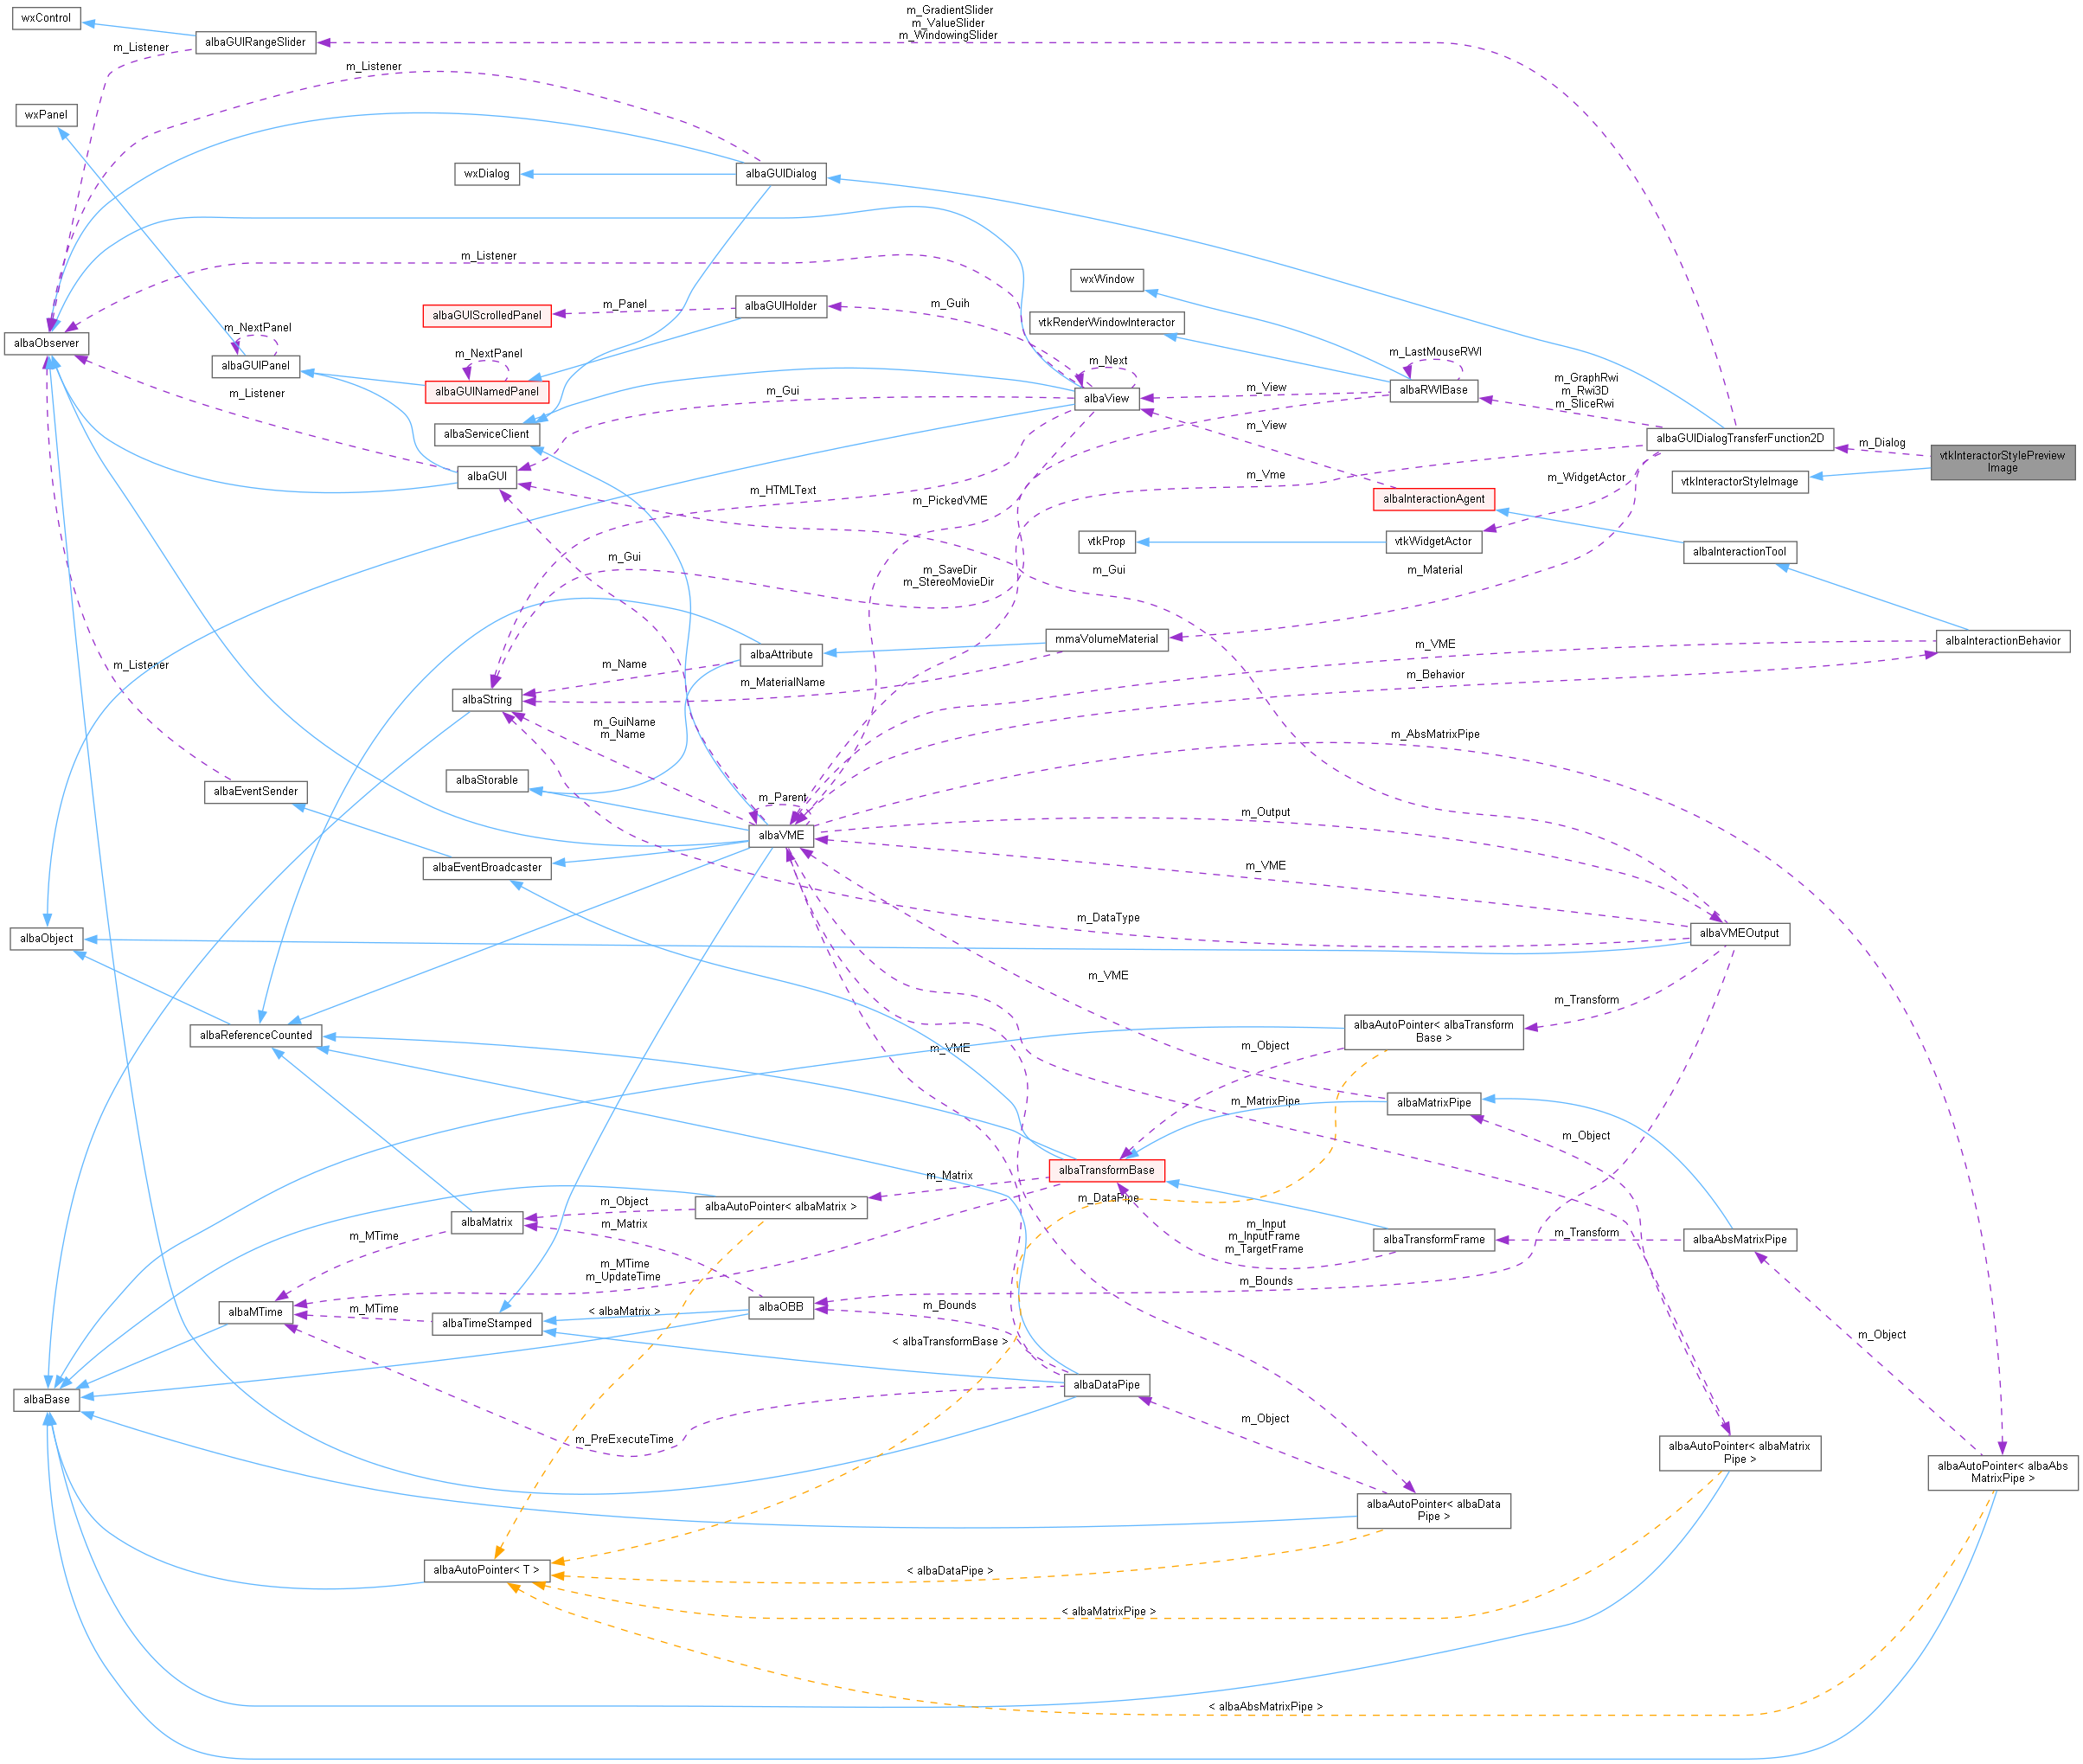 m_GradientSlider
m_ValueSlider
m_WindowingSlider
wxControl
albaGUIRangeSlider
m_Listener
m_Listener
wxPanel
wxDialog
albaGUIDialog
m_Listener
wxWindow
m_Panel
m_Guih
albaGUIHolder
albaGUIScrolledPanel
vtkRenderWindowInteractor
m_NextPanel
albaObserver
albaGUIPanel
m_NextPanel
m_Next
m_LastMouseRWI
albaGUINamedPanel
m_Gui
m_View
m_GraphRwi
m_Rwi3D
m_SliceRwi
albaRWIBase
m_Listener
albaView
m_View
albaServiceClient
albaGUIDialogTransferFunction2D
m_Dialog
vtkInteractorStylePreview
Image
albaGUI
m_Vme
m_WidgetActor
vtkInteractorStyleImage
m_HTMLText
m_PickedVME
albaInteractionAgent
vtkProp
vtkWidgetActor
albaInteractionTool
m_Gui
m_SaveDir
m_StereoMovieDir
m_Gui
m_Material
mmaVolumeMaterial
albaInteractionBehavior
albaAttribute
m_Listener
m_Name
m_VME
m_MaterialName
m_Behavior
albaString
m_GuiName
m_Name
m_AbsMatrixPipe
albaStorable
albaEventSender
m_Parent
m_Output
albaVME
albaEventBroadcaster
m_VME
m_DataType
albaObject
albaVMEOutput
m_VME
m_Transform
albaReferenceCounted
albaAutoPointer< albaTransform
Base >
m_VME
m_Object
m_MatrixPipe
albaMatrixPipe
m_Object
albaTransformBase
m_Matrix
m_DataPipe
m_Object
albaAutoPointer< albaMatrix >
albaMatrix
m_Matrix
m_MTime
m_Input
m_InputFrame
m_TargetFrame
albaTransformFrame
m_Transform
albaAbsMatrixPipe
m_MTime
m_UpdateTime
m_Bounds
albaMTime
m_MTime
albaTimeStamped
< albaMatrix >
albaOBB
m_Bounds
m_Object
< albaTransformBase >
albaBase
albaDataPipe
m_Object
m_PreExecuteTime
albaAutoPointer< albaMatrix
Pipe >
albaAutoPointer< albaAbs
MatrixPipe >
albaAutoPointer< albaData
Pipe >
albaAutoPointer< T >
< albaDataPipe >
< albaMatrixPipe >
< albaAbsMatrixPipe >